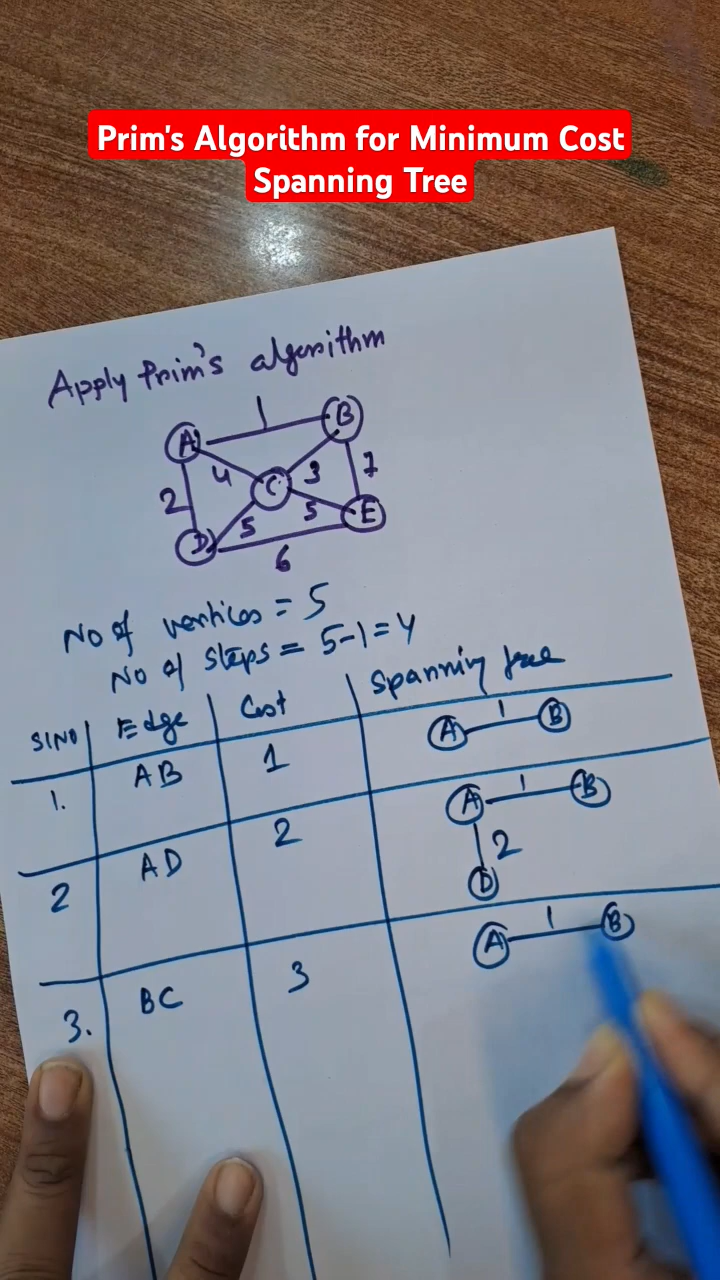 Prim's Algorithm for Minimum Cost
Spanning Tree
Apply Prim's algorithm
1
A B
4 3 7
2 C
5 5 E
D
6
No of vertices = 5
No of steps = 5-1=4
SlNo Edge Cost Spanning tree
1. AB 1 A 1 B
2 AD 2 A 1 B
2
D
3. BC 3 A 1 B